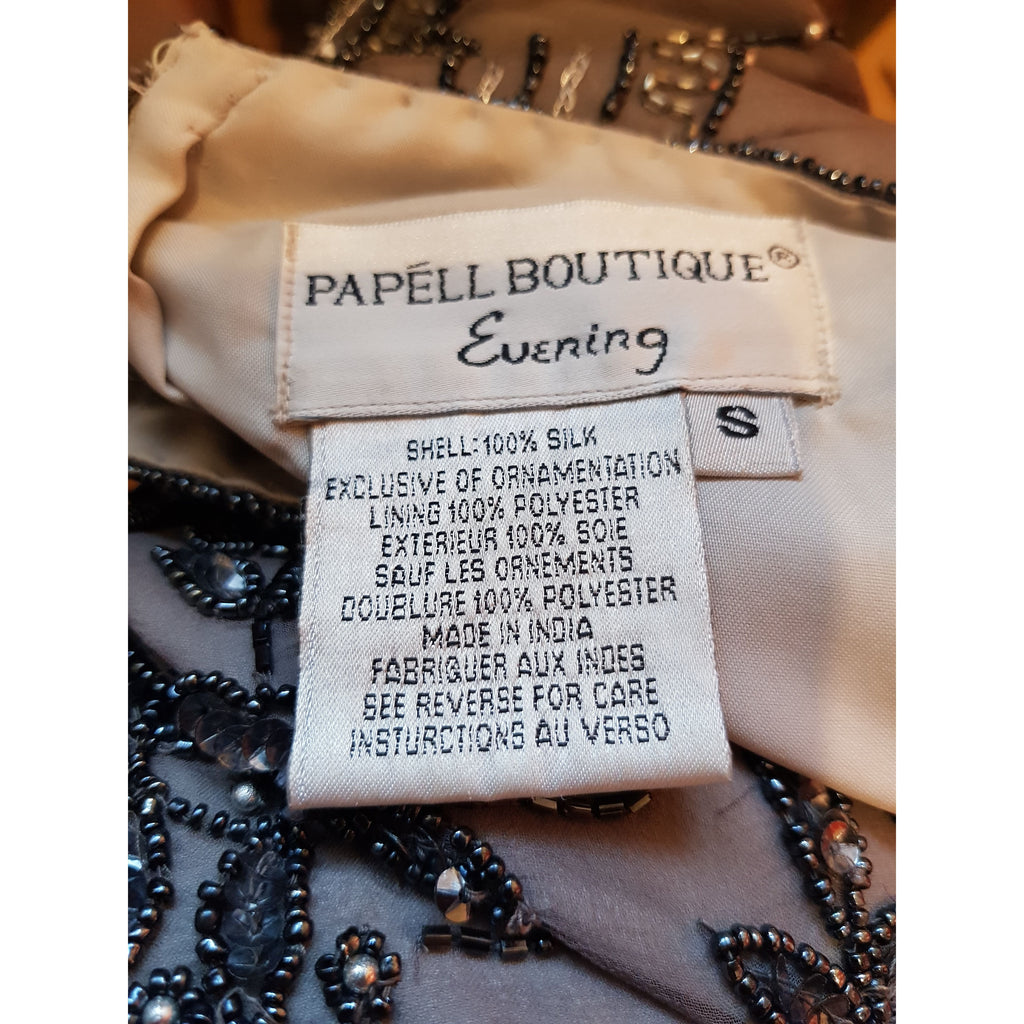 PAPÉLL BOUTIQUE®
Evening
S
SHELL: 100% SILK
EXCLUSIVE OF ORNAMENTATION
LINING 100% POLYESTER
EXTERIEUR 100% SOIE
SAUF LES ORNEMENTS
DOUBLURE 100% POLYESTER
MADE IN INDIA
FABRIQUER AUX INDES
SEE REVERSE FOR CARE
INSTURCTIONS AU VERSO